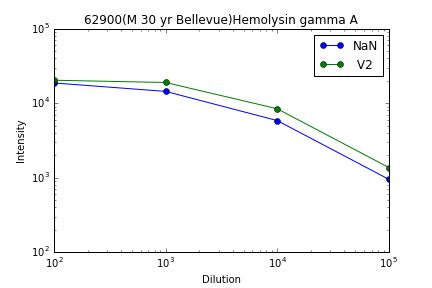 62900(M 30 yr Bellevue)Hemolysin gamma A
10^5
10^4
10^3
10^2
Intensity
NaN
V2
10^2 10^3 10^4 10^5
Dilution